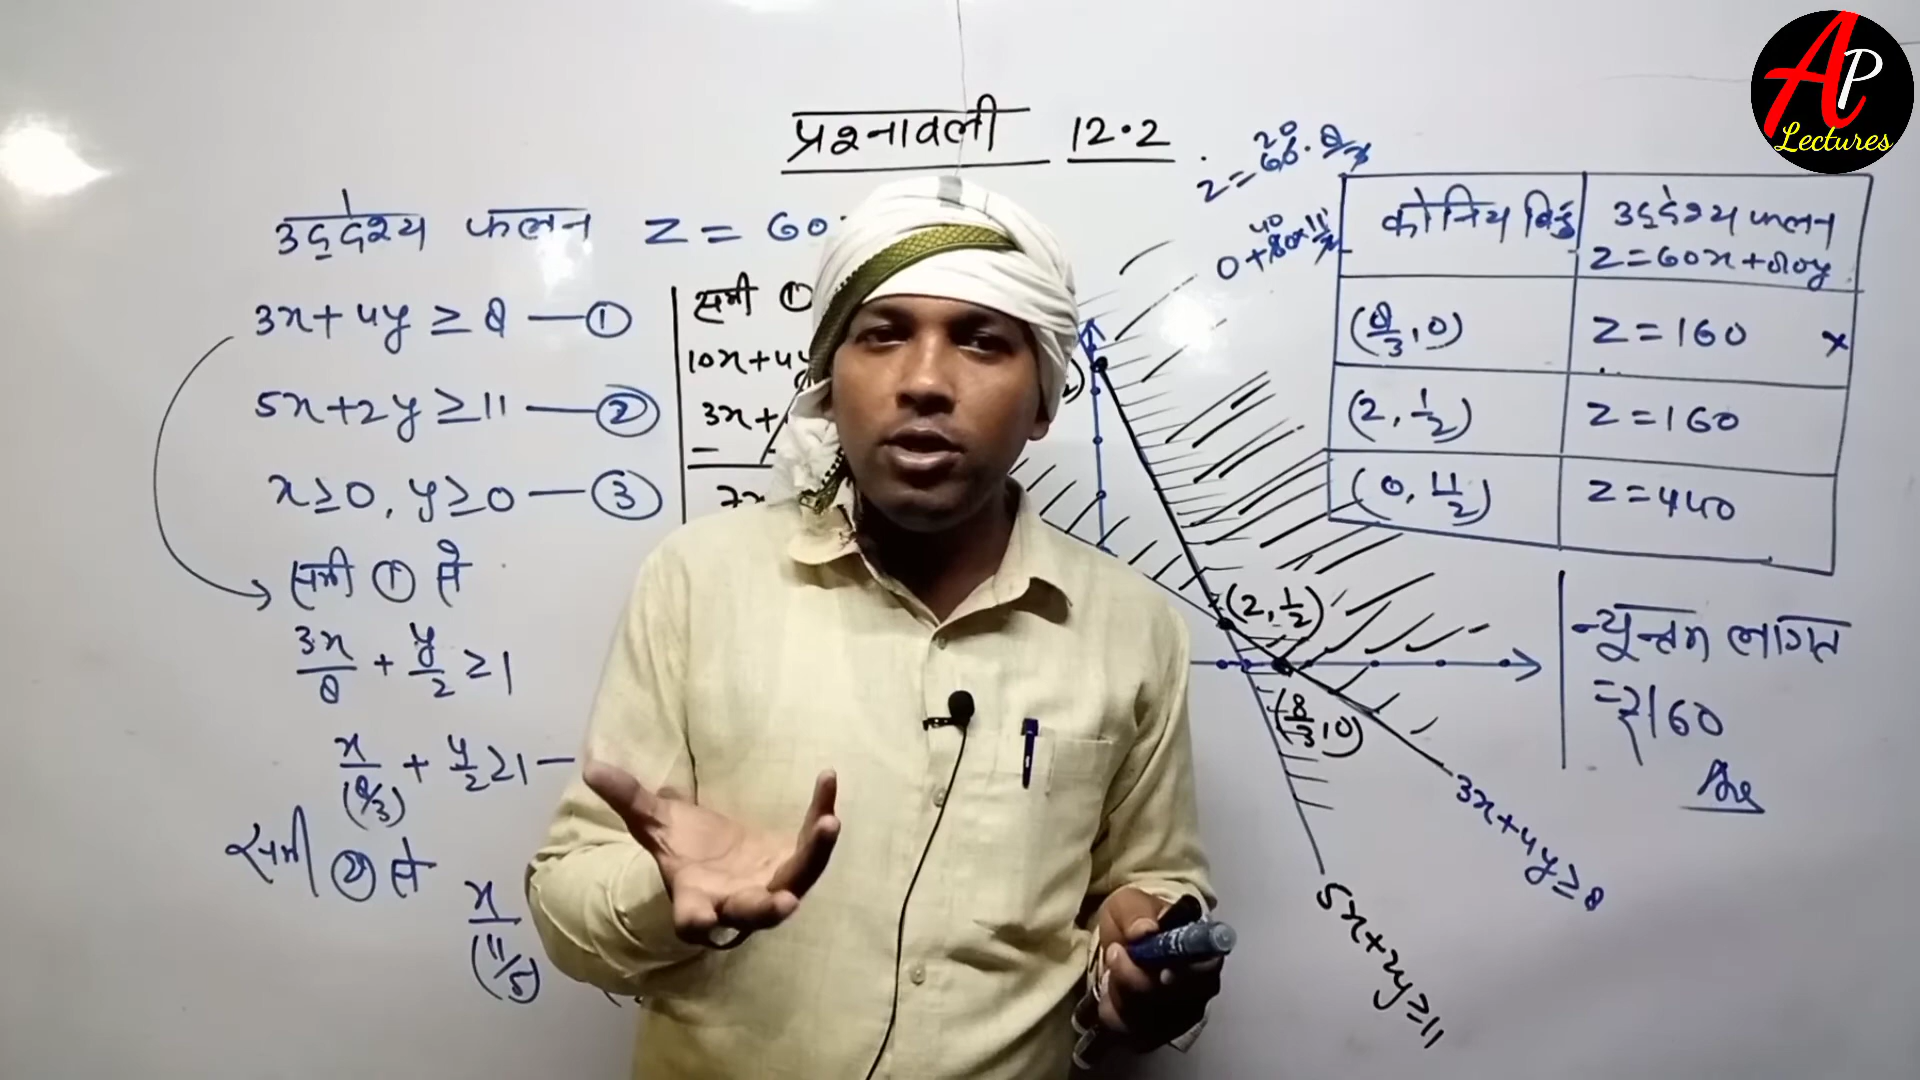 AP
Lectures
प्रश्नावली 12.2
उद्देश्य फलन Z = 60
3x+4y ≥ 8 — ①
5x+2y ≥ 11 — ②
x≥0, y≥0 — ③
समी ① से
3x/8 + y/2 ≥ 1
x/(8/3) + y/2 ≥ 1 —
समी ② से
x/(11/5)
समी ①
10x+4y
3x+
7x
Z = 60·8/3
20
0+80×11/2
40
(2, 1/2)
(8/3, 0)
3x+4y≥8
5x+2y≥11
कोनिय बिंदु उद्देश्य फलन
Z=60x+80y
(8/3, 0) Z=160 ×
(2, 1/2) Z=160
(0, 11/2) Z=440
न्यूनतम लागत
=₹160
Ans